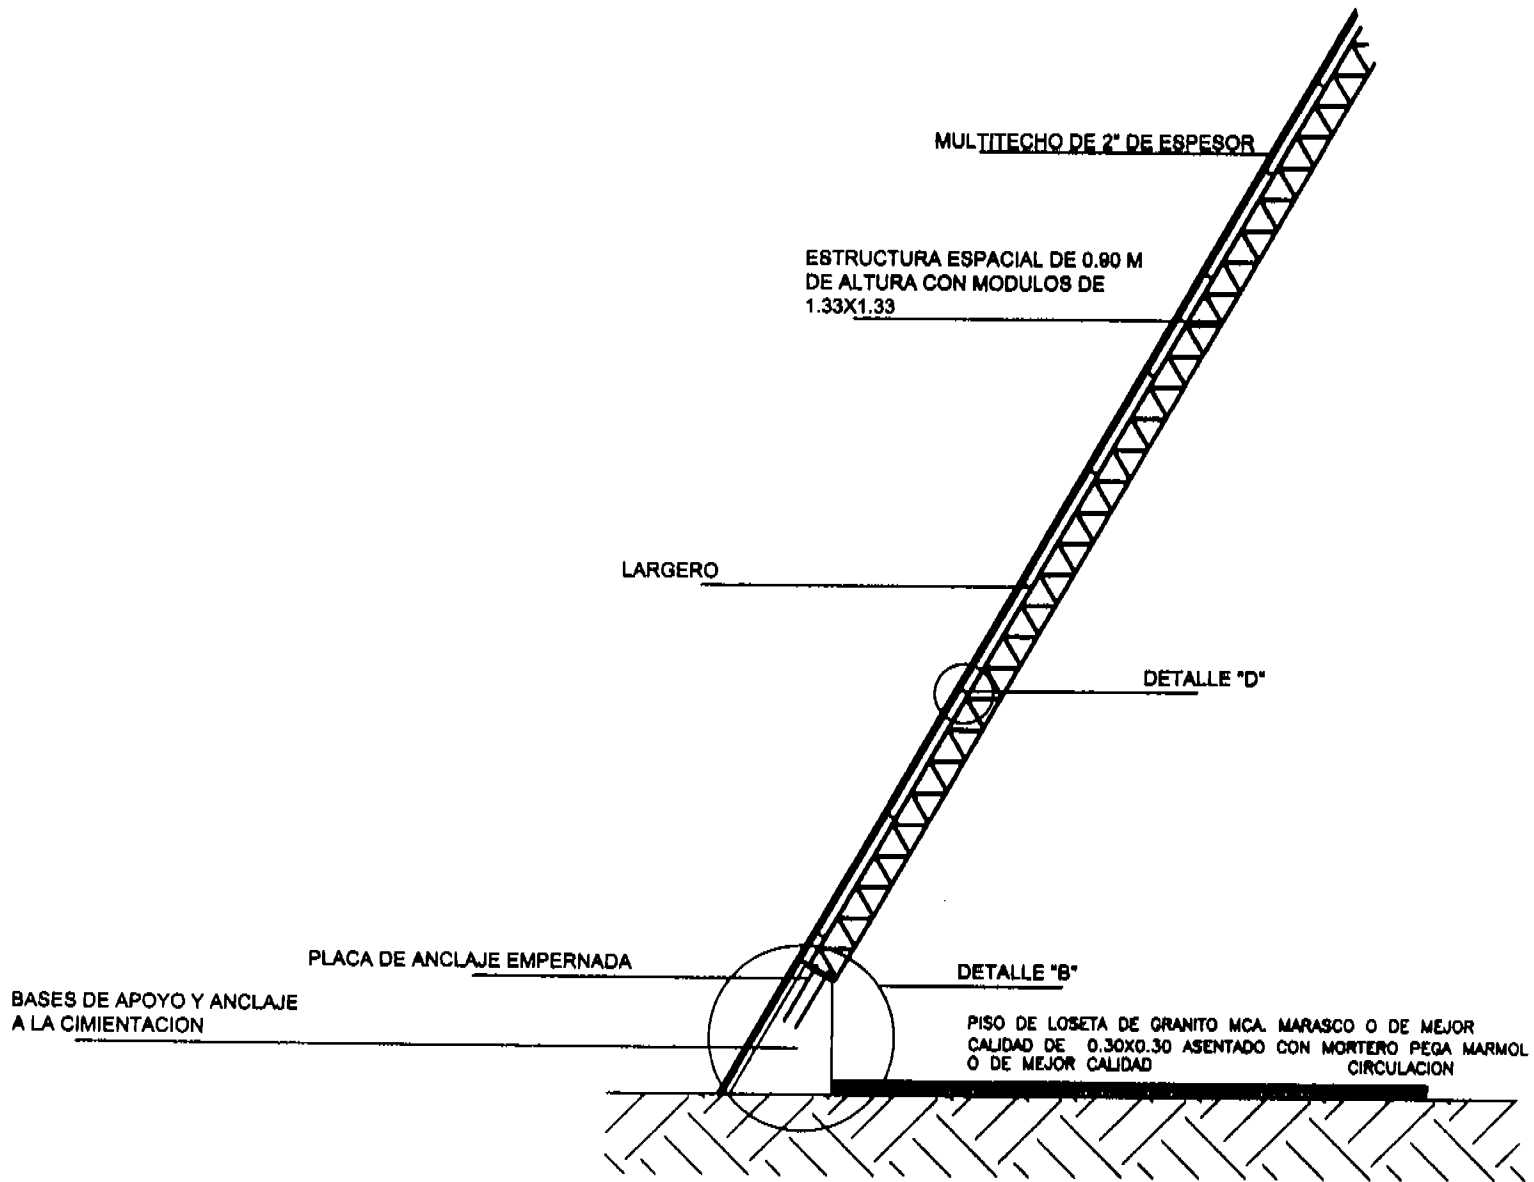 MULTITECHO DE 2" DE ESPESOR
ESTRUCTURA ESPACIAL DE 0.90 M
DE ALTURA CON MODULOS DE
1.33X1.33
LARGERO
DETALLE "D"
PLACA DE ANCLAJE EMPERNADA
DETALLE "B"
BASES DE APOYO Y ANCLAJE
A LA CIMIENTACION
PISO DE LOSETA DE GRANITO MCA. MARASCO O DE MEJOR
CALIDAD DE 0.30X0.30 ASENTADO CON MORTERO PEGA MARMOL
O DE MEJOR CALIDAD
CIRCULACION